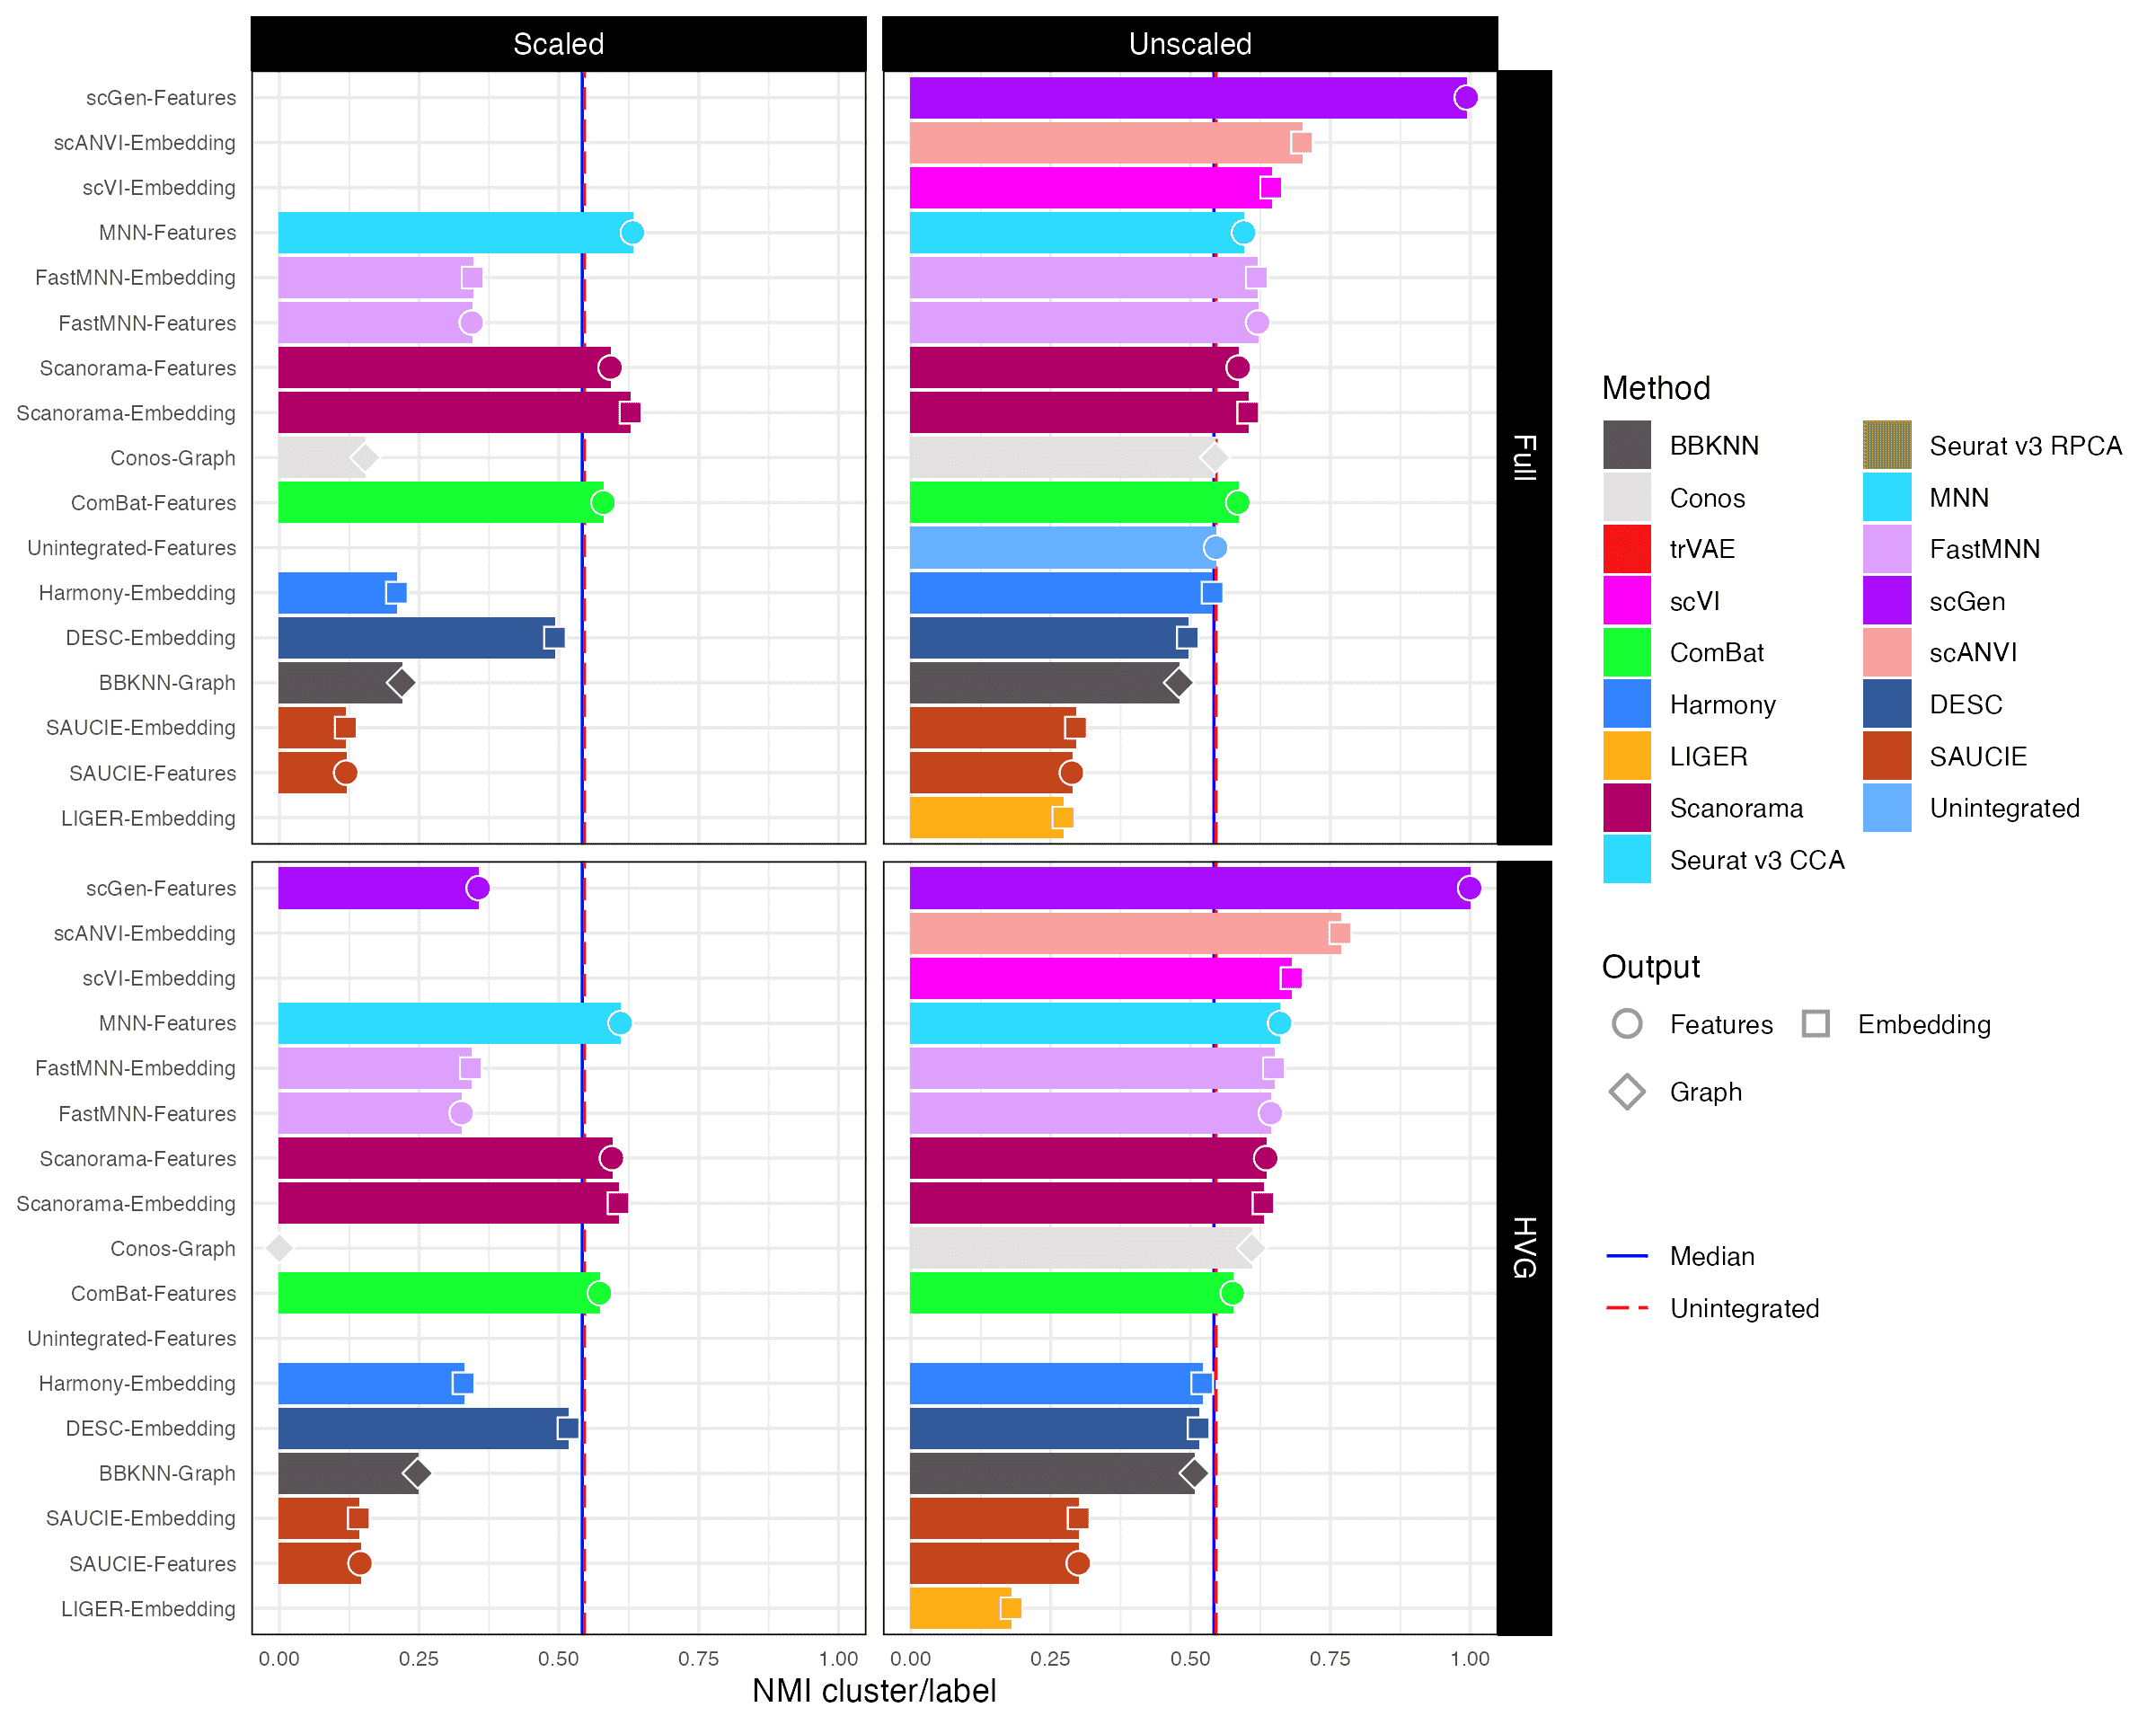 Scaled
Unscaled
scGen-Features
scANVI-Embedding
scVI-Embedding
MNN-Features
FastMNN-Embedding
FastMNN-Features
Scanorama-Features
Scanorama-Embedding
Conos-Graph
ComBat-Features
Unintegrated-Features
Harmony-Embedding
DESC-Embedding
BBKNN-Graph
SAUCIE-Embedding
SAUCIE-Features
LIGER-Embedding
Full
scGen-Features
scANVI-Embedding
scVI-Embedding
MNN-Features
FastMNN-Embedding
FastMNN-Features
Scanorama-Features
Scanorama-Embedding
Conos-Graph
ComBat-Features
Unintegrated-Features
Harmony-Embedding
DESC-Embedding
BBKNN-Graph
SAUCIE-Embedding
SAUCIE-Features
LIGER-Embedding
HVG
0.00 0.25 0.50 0.75 1.00
0.00 0.25 0.50 0.75 1.00
NMI cluster/label
Method
BBKNN
Conos
trVAE
scVI
ComBat
Harmony
LIGER
Scanorama
Seurat v3 CCA
Seurat v3 RPCA
MNN
FastMNN
scGen
scANVI
DESC
SAUCIE
Unintegrated
Output
Features
Embedding
Graph
Median
Unintegrated